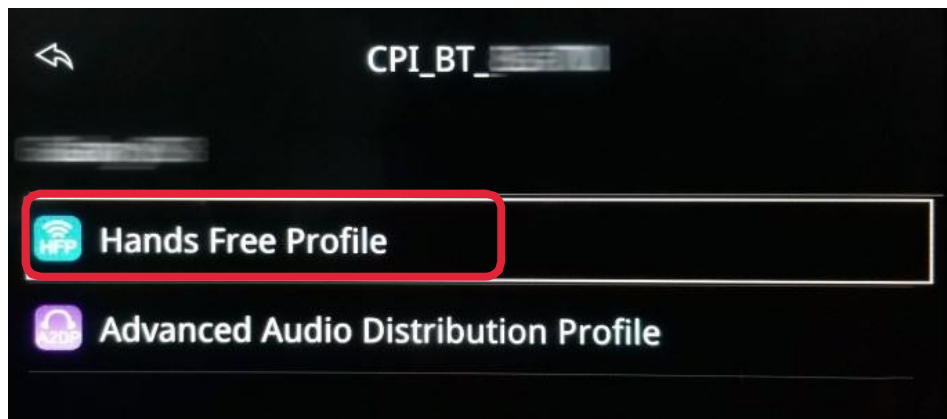 CPI_BT_
HFP Hands Free Profile
A2DP Advanced Audio Distribution Profile